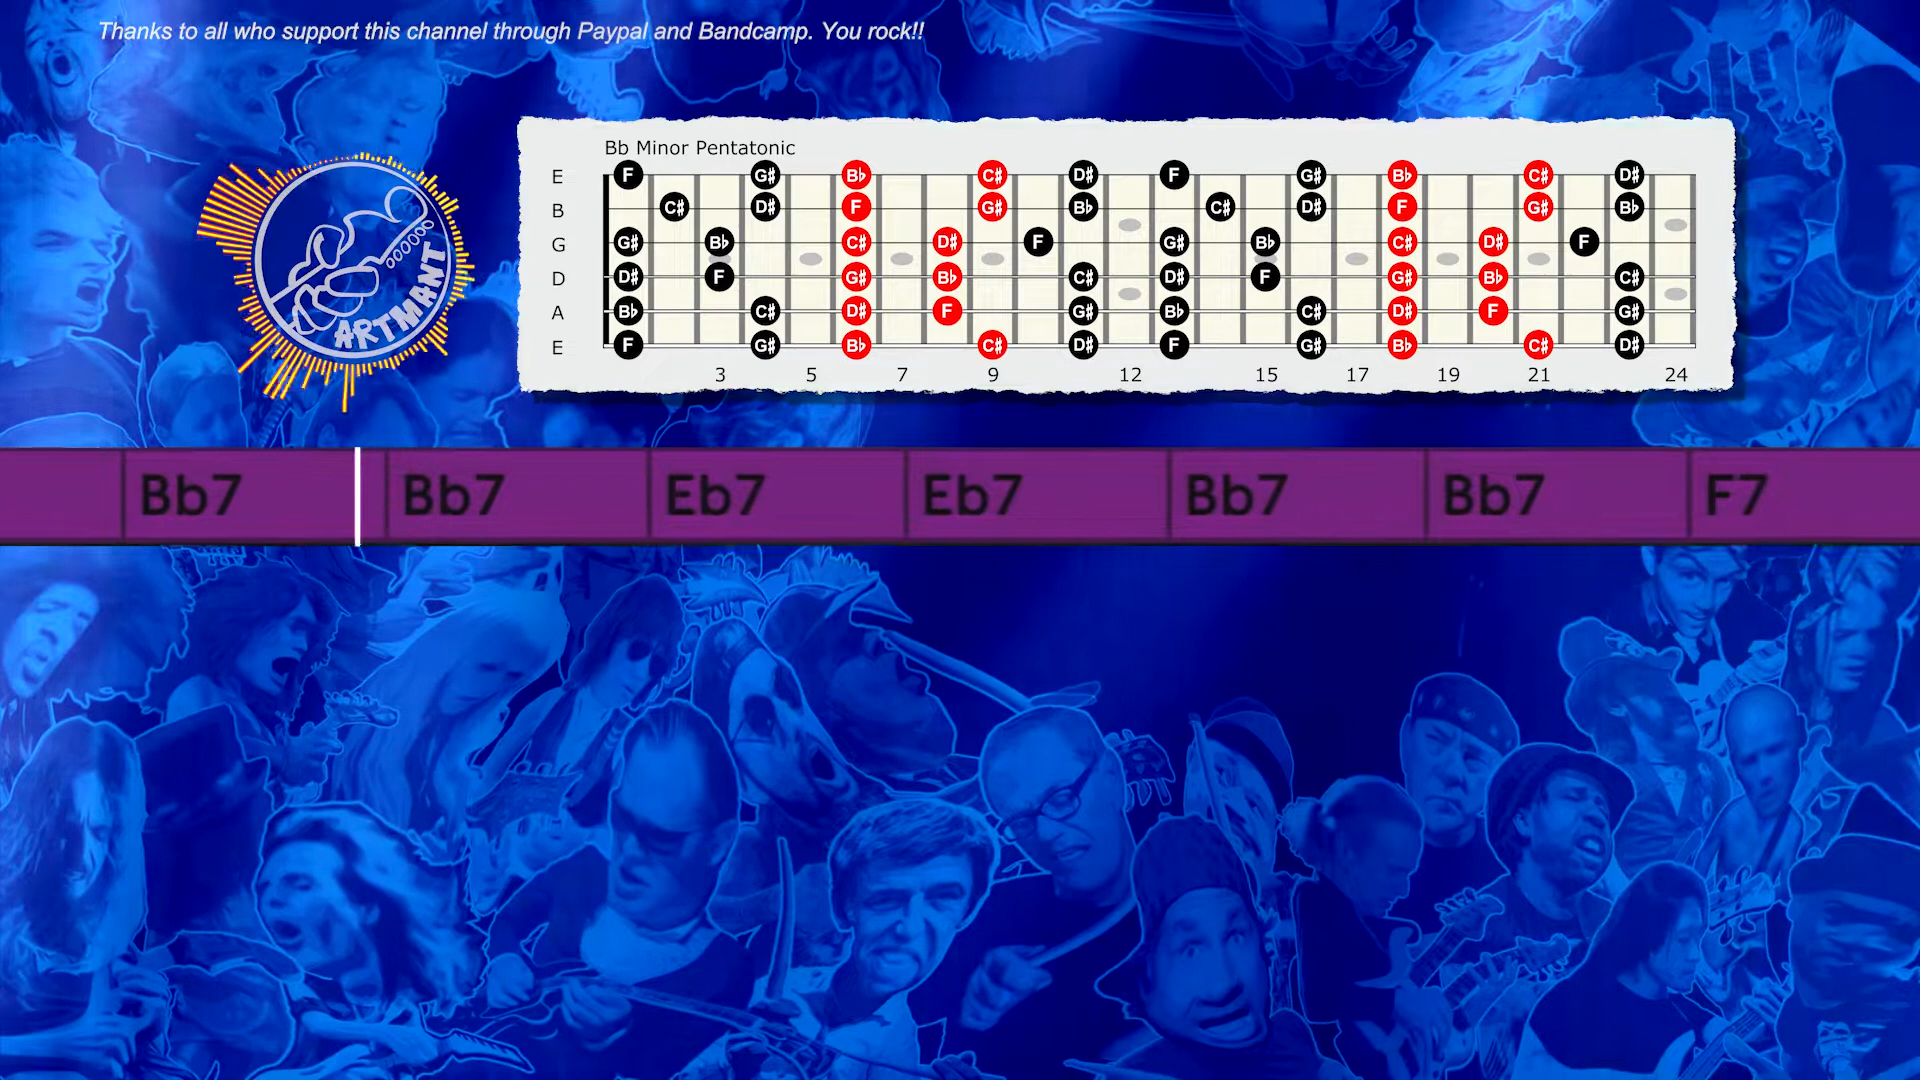 Thanks to all who support this channel through Paypal and Bandcamp. You rock!!
Bb Minor Pentatonic
E F G# B♭ C# D# F G# B♭ C# D#
B C# D# F G# B♭ C# D# F G# B♭
G G# B♭ C# D# F G# B♭ C# D# F
D D# F G# B♭ C# D# F G# B♭ C#
A B♭ C# D# F G# B♭ C# D# F G#
E F G# B♭ C# D# F G# B♭ C# D#
3 5 7 9 12 15 17 19 21 24
ARTMANT
Bb7 Bb7 Eb7 Eb7 Bb7 Bb7 F7